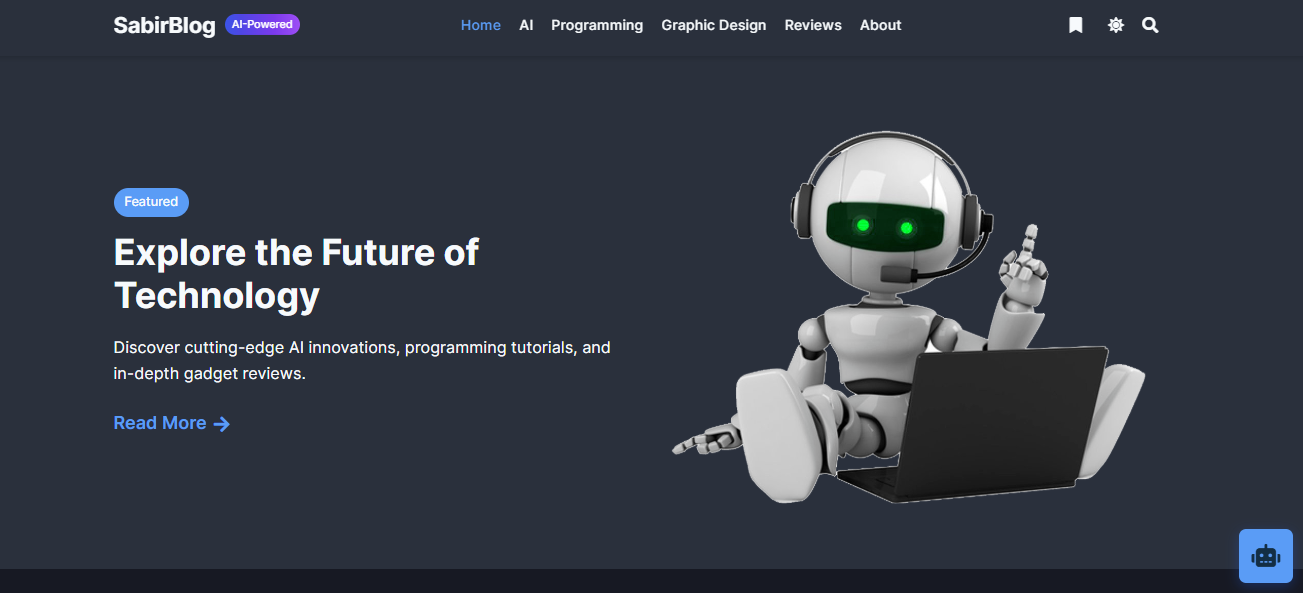 SabirBlog AI-Powered Home AI Programming Graphic Design Reviews About
Featured
Explore the Future of
Technology
Discover cutting-edge AI innovations, programming tutorials, and
in-depth gadget reviews.
Read More